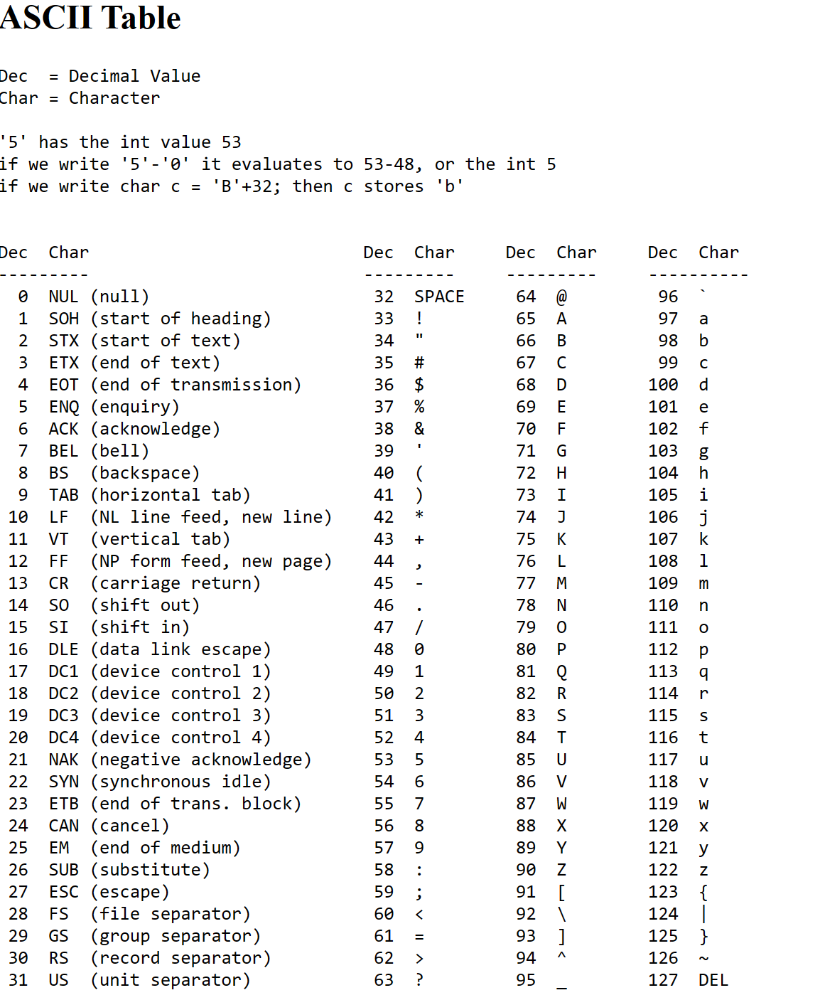 ASCII Table
Dec  = Decimal Value
Char = Character
'5' has the int value 53
if we write '5'-'0' it evaluates to 53-48, or the int 5
if we write char c = 'B'+32; then c stores 'b'
Dec  Char                           Dec  Char     Dec  Char     Dec  Char
---------                           ---------     ---------     ----------
  0  NUL (null)                      32  SPACE     64  @         96  `
  1  SOH (start of heading)          33  !         65  A         97  a
  2  STX (start of text)             34  "         66  B         98  b
  3  ETX (end of text)               35  #         67  C         99  c
  4  EOT (end of transmission)       36  $         68  D        100  d
  5  ENQ (enquiry)                   37  %         69  E        101  e
  6  ACK (acknowledge)               38  &         70  F        102  f
  7  BEL (bell)                      39  '         71  G        103  g
  8  BS  (backspace)                 40  (         72  H        104  h
  9  TAB (horizontal tab)            41  )         73  I        105  i
 10  LF  (NL line feed, new line)    42  *         74  J        106  j
 11  VT  (vertical tab)              43  +         75  K        107  k
 12  FF  (NP form feed, new page)    44  ,         76  L        108  l
 13  CR  (carriage return)           45  -         77  M        109  m
 14  SO  (shift out)                 46  .         78  N        110  n
 15  SI  (shift in)                  47  /         79  O        111  o
 16  DLE (data link escape)          48  0         80  P        112  p
 17  DC1 (device control 1)          49  1         81  Q        113  q
 18  DC2 (device control 2)          50  2         82  R        114  r
 19  DC3 (device control 3)          51  3         83  S        115  s
 20  DC4 (device control 4)          52  4         84  T        116  t
 21  NAK (negative acknowledge)      53  5         85  U        117  u
 22  SYN (synchronous idle)          54  6         86  V        118  v
 23  ETB (end of trans. block)       55  7         87  W        119  w
 24  CAN (cancel)                    56  8         88  X        120  x
 25  EM  (end of medium)             57  9         89  Y        121  y
 26  SUB (substitute)                58  :         90  Z        122  z
 27  ESC (escape)                    59  ;         91  [        123  {
 28  FS  (file separator)            60  <         92  \        124  |
 29  GS  (group separator)           61  =         93  ]        125  }
 30  RS  (record separator)          62  >         94  ^        126  ~
 31  US  (unit separator)            63  ?         95  _        127  DEL